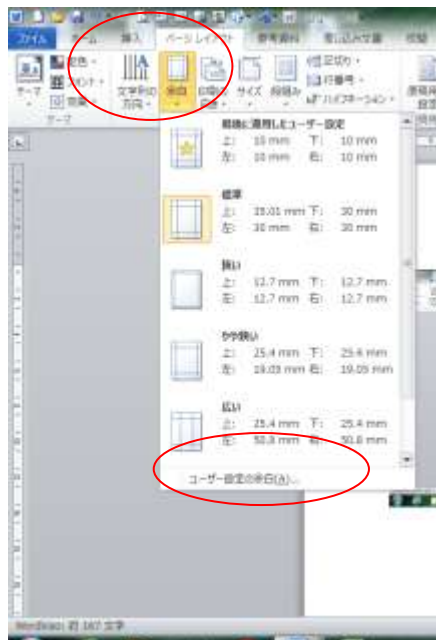 ファイル ホーム 挿入 ページ レイアウト 参考資料 差し込み文書 校閲
配色
フォント
効果
テーマ
文字列の方向
余白
印刷の向き
サイズ
段組み
区切り
行番号
ハイフネーション
テーマ
最後に適用したユーザー設定
上: 10 mm 下: 10 mm
左: 10 mm 右: 10 mm
標準
上: 35.01 mm 下: 30 mm
左: 30 mm 右: 30 mm
狭い
上: 12.7 mm 下: 12.7 mm
左: 12.7 mm 右: 12.7 mm
やや狭い
上: 25.4 mm 下: 25.4 mm
左: 19.05 mm 右: 19.05 mm
広い
上: 25.4 mm 下: 25.4 mm
左: 50.8 mm 右: 50.8 mm
ユーザー設定の余白(A)...